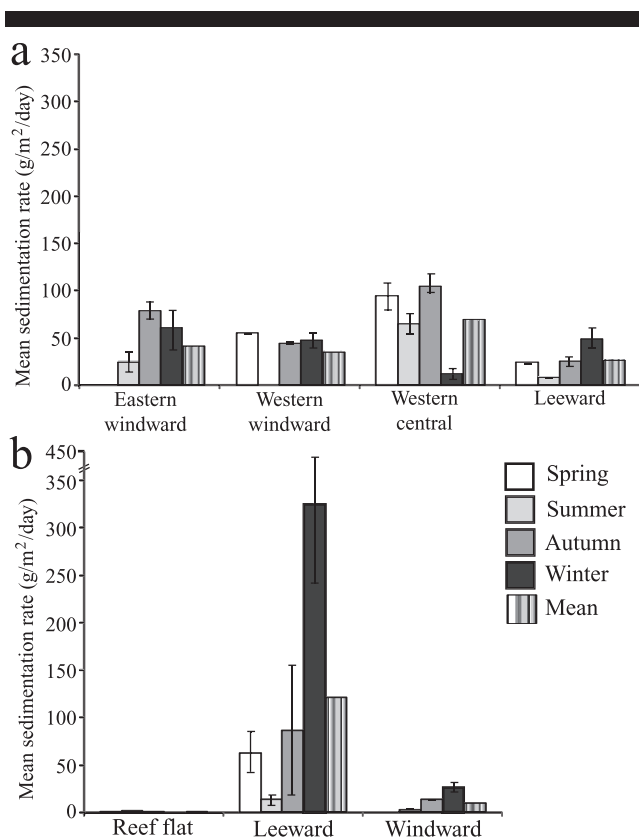 a
Mean sedimentation rate (g/m²/day)
350
300
250
200
150
100
50
0
Eastern
windward
Western
windward
Western
central
Leeward
b
Mean sedimentation rate (g/m²/day)
450
350
300
250
200
150
100
50
0
Reef flat
Leeward
Windward
Spring
Summer
Autumn
Winter
Mean